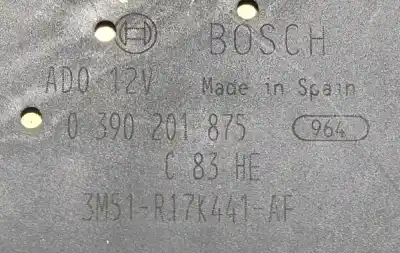 BOSCH
ADO 12V Made in Spain
0 390 201 875 964
C 83 HE
3M51-R17K441-AF